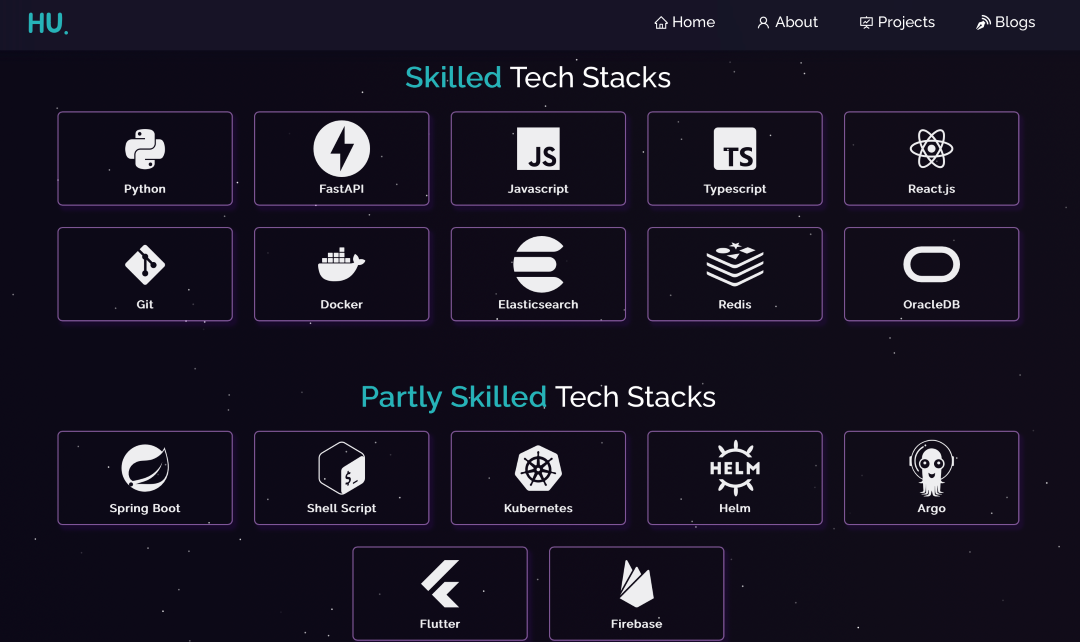 HU.
Home About Projects Blogs
Skilled Tech Stacks
JS TS
Python FastAPI Javascript Typescript React.js
Git Docker Elasticsearch Redis OracleDB
Partly Skilled Tech Stacks
$_ HELM
Spring Boot Shell Script Kubernetes Helm Argo
Flutter Firebase